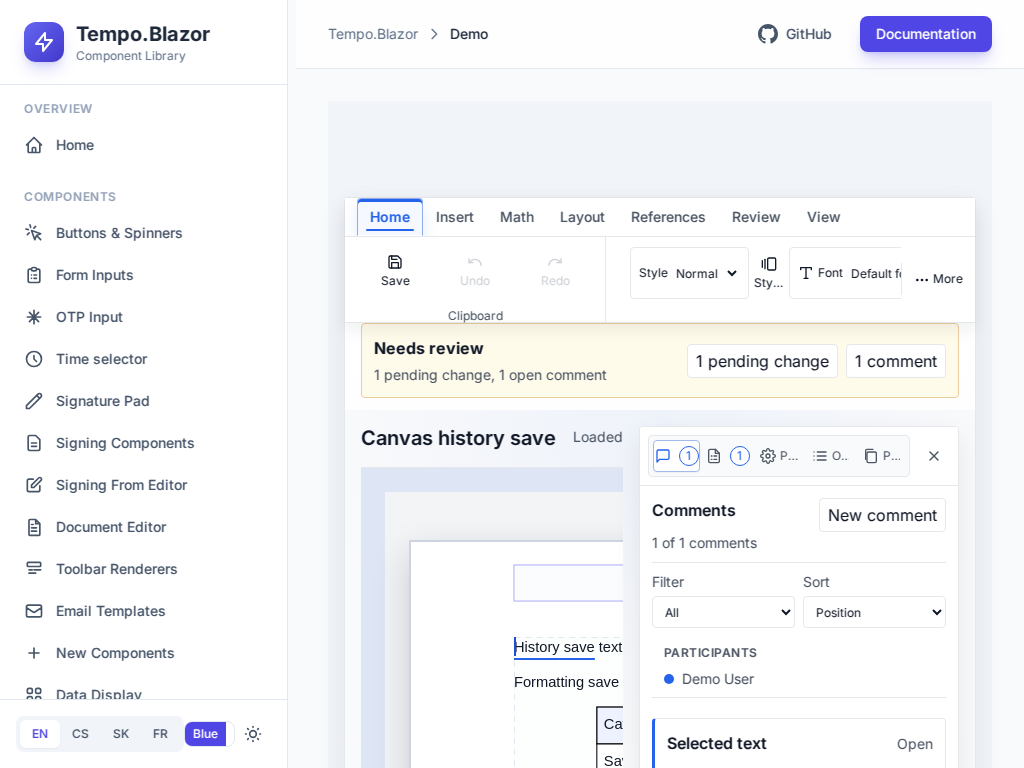 Tempo.Blazor
Component Library
OVERVIEW
Home
COMPONENTS
Buttons & Spinners
Form Inputs
OTP Input
Time selector
Signature Pad
Signing Components
Signing From Editor
Document Editor
Toolbar Renderers
Email Templates
New Components
Data Display
EN CS SK FR Blue
Tempo.Blazor Demo
GitHub
Documentation
Home Insert Math Layout References Review View
Save Undo Redo
Clipboard
Style Normal
Sty...
Font Default fo
... More
Needs review
1 pending change, 1 open comment
1 pending change 1 comment
Canvas history save Loaded
History save text
Formatting save
Ca
Sav
1 1 P... O... P...
Comments
New comment
1 of 1 comments
Filter Sort
All Position
PARTICIPANTS
Demo User
Selected text Open